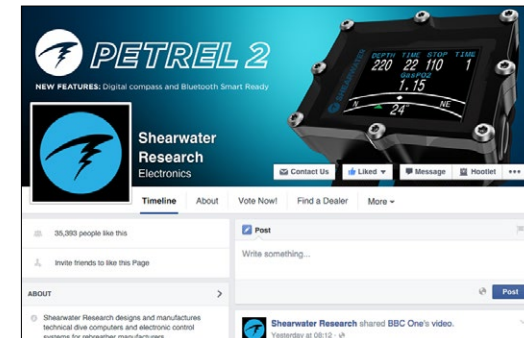 PETREL 2
NEW FEATURES: Digital compass and Bluetooth Smart Ready
SHEARWATER
DEPTH TIME STOP TIME
220 22 110 1
GasPO2
1.15
N NE
24°
Shearwater
Research
Electronics
Contact Us
Liked
Message
Hootlet
Timeline
About
Vote Now!
Find a Dealer
More
35,393 people like this
Invite friends to like this Page
ABOUT
Shearwater Research designs and manufactures
technical dive computers and electronic control
systems for rebreather manufacturers
Post
Write something...
Post
Shearwater Research shared BBC One's video.
Yesterday at 08:12 ·